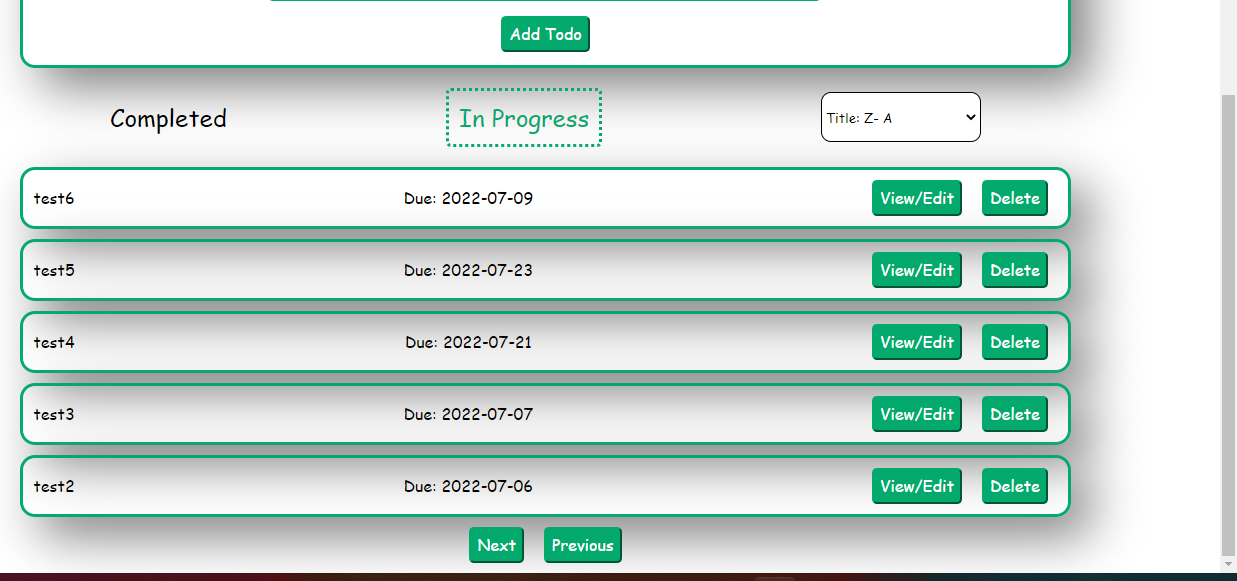 Add Todo
Completed In Progress Title: Z- A
test6 Due: 2022-07-09 View/Edit Delete
test5 Due: 2022-07-23 View/Edit Delete
test4 Due: 2022-07-21 View/Edit Delete
test3 Due: 2022-07-07 View/Edit Delete
test2 Due: 2022-07-06 View/Edit Delete
Next Previous